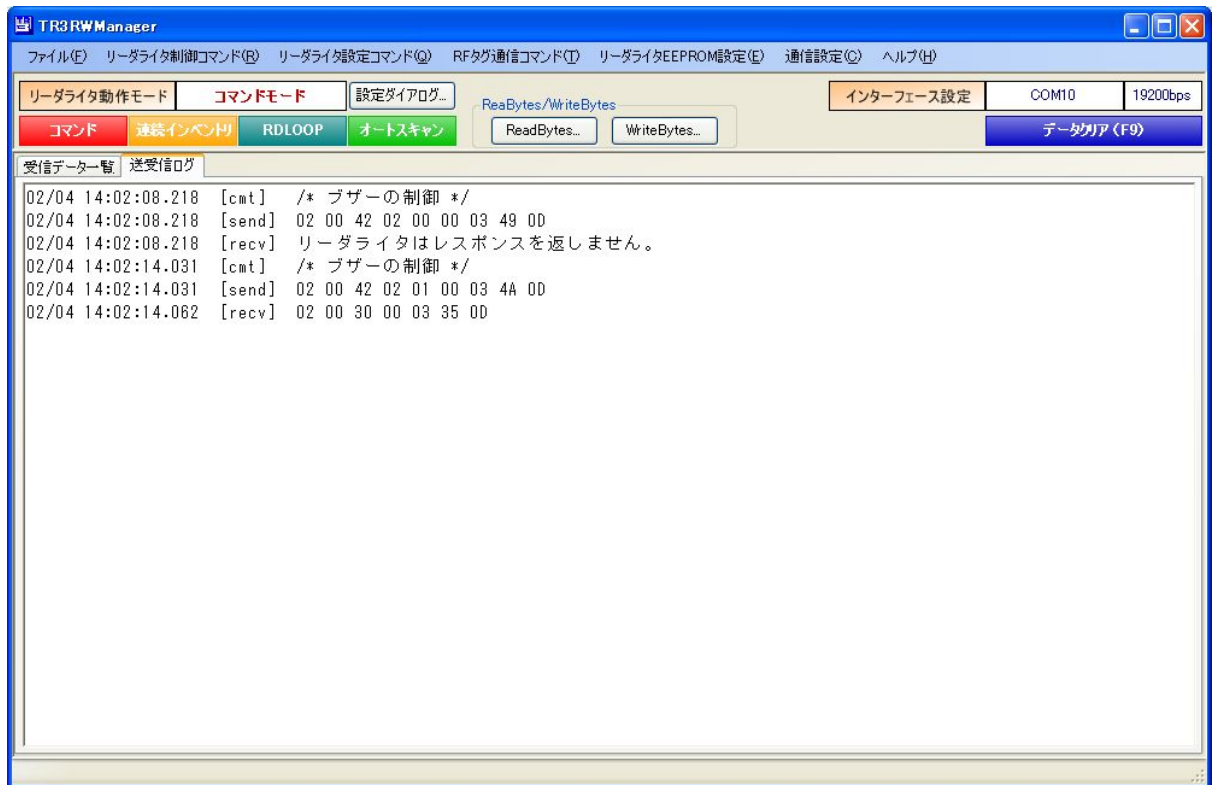 TR3RWManager
ファイル(F) リーダライタ制御コマンド(R) リーダライタ設定コマンド(Q) RFタグ通信コマンド(T) リーダライタEEPROM設定(E) 通信設定(C) ヘルプ(H)
リーダライタ動作モード コマンドモード 設定ダイアログ... ReaBytes/WriteBytes インターフェース設定 COM10 19200bps
コマンド 連続インベントリ RDLOOP オートスキャン ReadBytes... WriteBytes... データクリア(F9)
受信データ一覧 送受信ログ
02/04 14:02:08.218 [cmt] /* ブザーの制御 */
02/04 14:02:08.218 [send] 02 00 42 02 00 00 03 49 0D
02/04 14:02:08.218 [recv] リーダライタはレスポンスを返しません。
02/04 14:02:14.031 [cmt] /* ブザーの制御 */
02/04 14:02:14.031 [send] 02 00 42 02 01 00 03 4A 0D
02/04 14:02:14.062 [recv] 02 00 30 00 03 35 0D